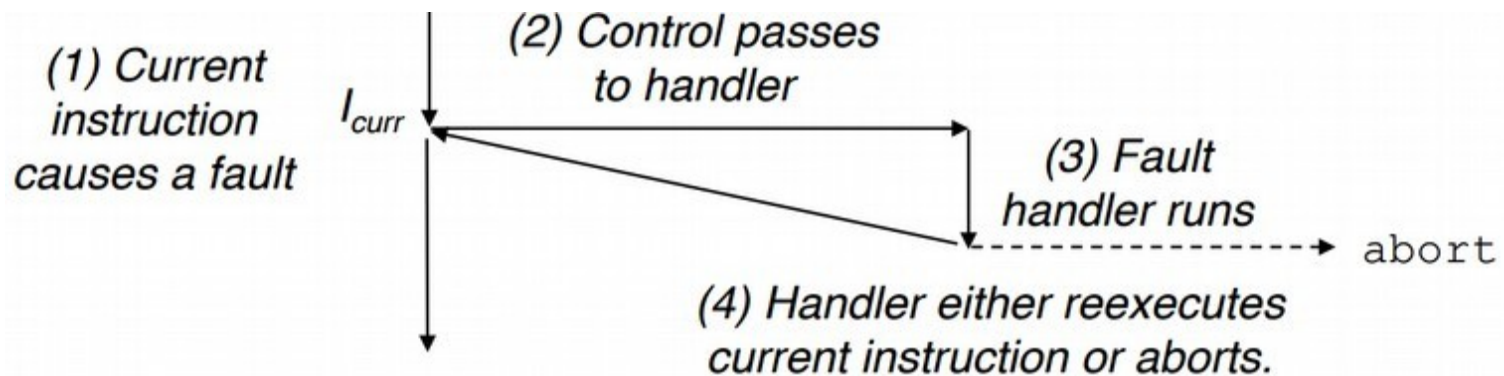 (1) Current
instruction
causes a fault
I_curr
(2) Control passes
to handler
(3) Fault
handler runs
abort
(4) Handler either reexecutes
current instruction or aborts.